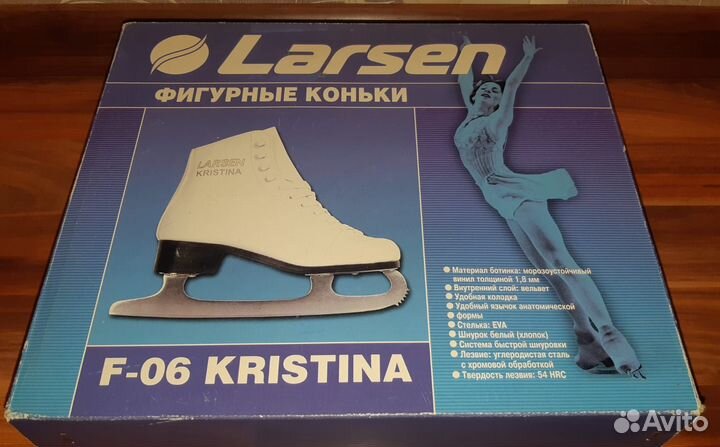 Larsen
ФИГУРНЫЕ КОНЬКИ
LARSEN
KRISTINA
Материал ботинка: морозоустойчивый
винил толщиной 1,8 мм
Внутренний слой: вельвет
Удобная колодка
Удобный язычок анатомической
формы
Стелька: EVA
Шнурок белый (хлопок)
Система быстрой шнуровки
Лезвие: углеродистая сталь
с хромовой обработкой
Твердость лезвия: 54 HRC
F-06 KRISTINA
Avito